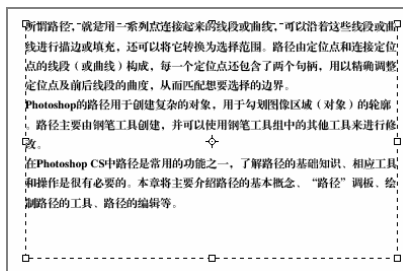 所谓路径，就是用一系列点连接起来的线段或曲线，可以沿着这些线段或曲
线进行描边或填充，还可以将它转换为选择范围。路径由定位点和连接定位
点的线段（或曲线）构成，每一个定位点还包含了两个句柄，用以精确调整
定位点及前后线段的曲度，从而匹配想要选择的边界。
Photoshop的路径用于创建复杂的对象，用于勾划图像区域（对象）的轮廓
。路径主要由钢笔工具创建，并可以使用钢笔工具组中的其他工具来进行修
改。
在Photoshop CS中路径是常用的功能之一，了解路径的基础知识、相应工具
和操作是很有必要的。本章将主要介绍路径的基本概念、“路径”调板、绘
制路径的工具、路径的编辑等。